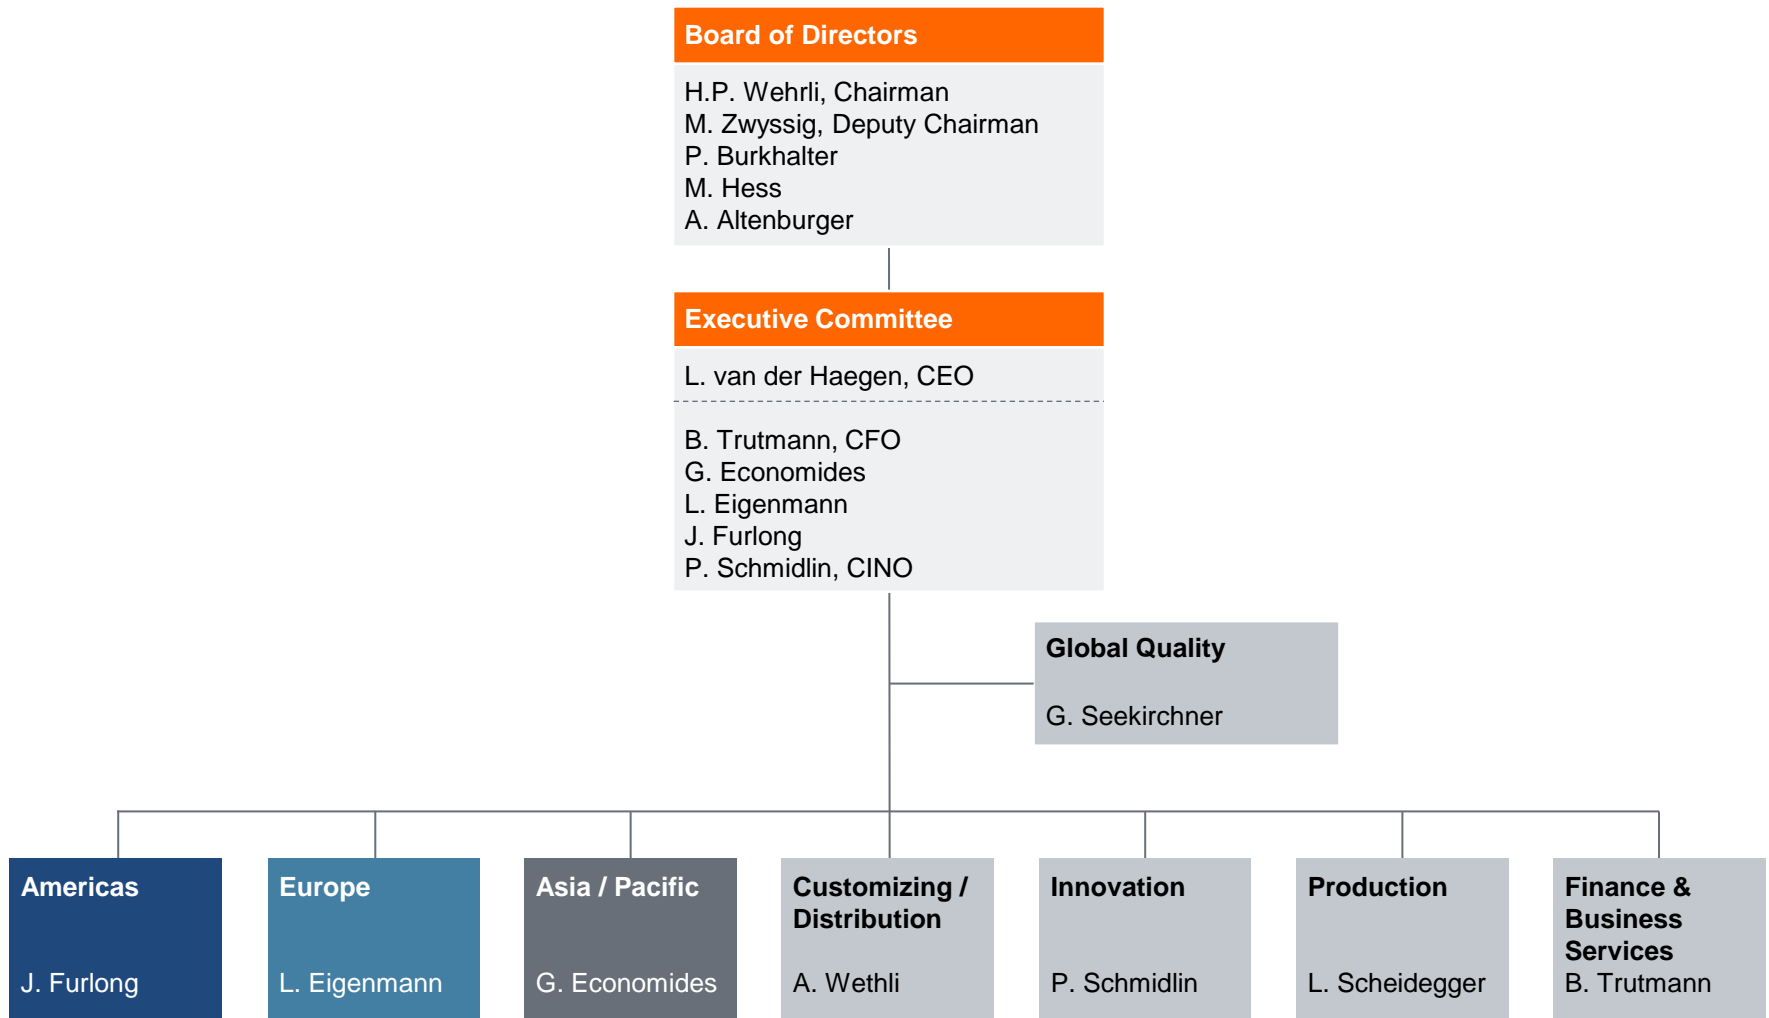 Board of Directors
H.P. Wehrli, Chairman
M. Zwyssig, Deputy Chairman
P. Burkhalter
M. Hess
A. Altenburger
Executive Committee
L. van der Haegen, CEO
B. Trutmann, CFO
G. Economides
L. Eigenmann
J. Furlong
P. Schmidlin, CINO
Global Quality
G. Seekirchner
Americas
J. Furlong
Europe
L. Eigenmann
Asia / Pacific
G. Economides
Customizing /
Distribution
A. Wethli
Innovation
P. Schmidlin
Production
L. Scheidegger
Finance &
Business
Services
B. Trutmann